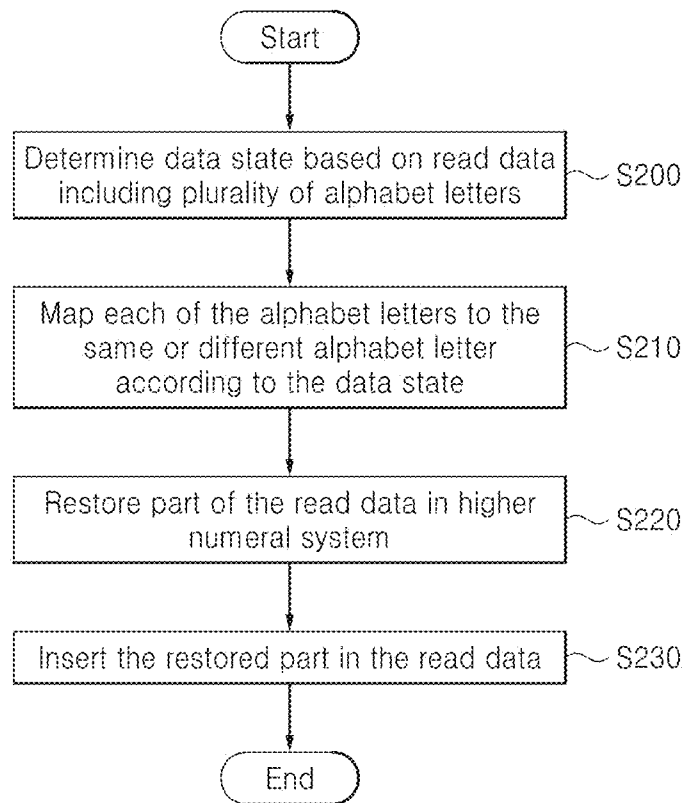 Start
Determine data state based on read data
including plurality of alphabet letters
S200
Map each of the alphabet letters to the
same or different alphabet letter
according to the data state
S210
Restore part of the read data in higher
numeral system
S220
Insert the restored part in the read data
S230
End